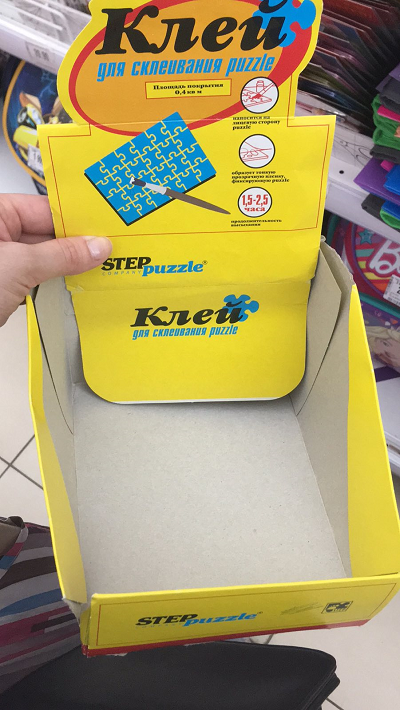 Клей
для склеивания puzzle
Площадь покрытия
0,4 кв м
наносится на
лицевую сторону
puzzle
образует тонкую
прозрачную пленку,
фиксирующую puzzle
1,5-2,5
часа
продолжительность
высыхания
STEP
COMPANY
puzzle
Клей
для склеивания puzzle
STEP
puzzle